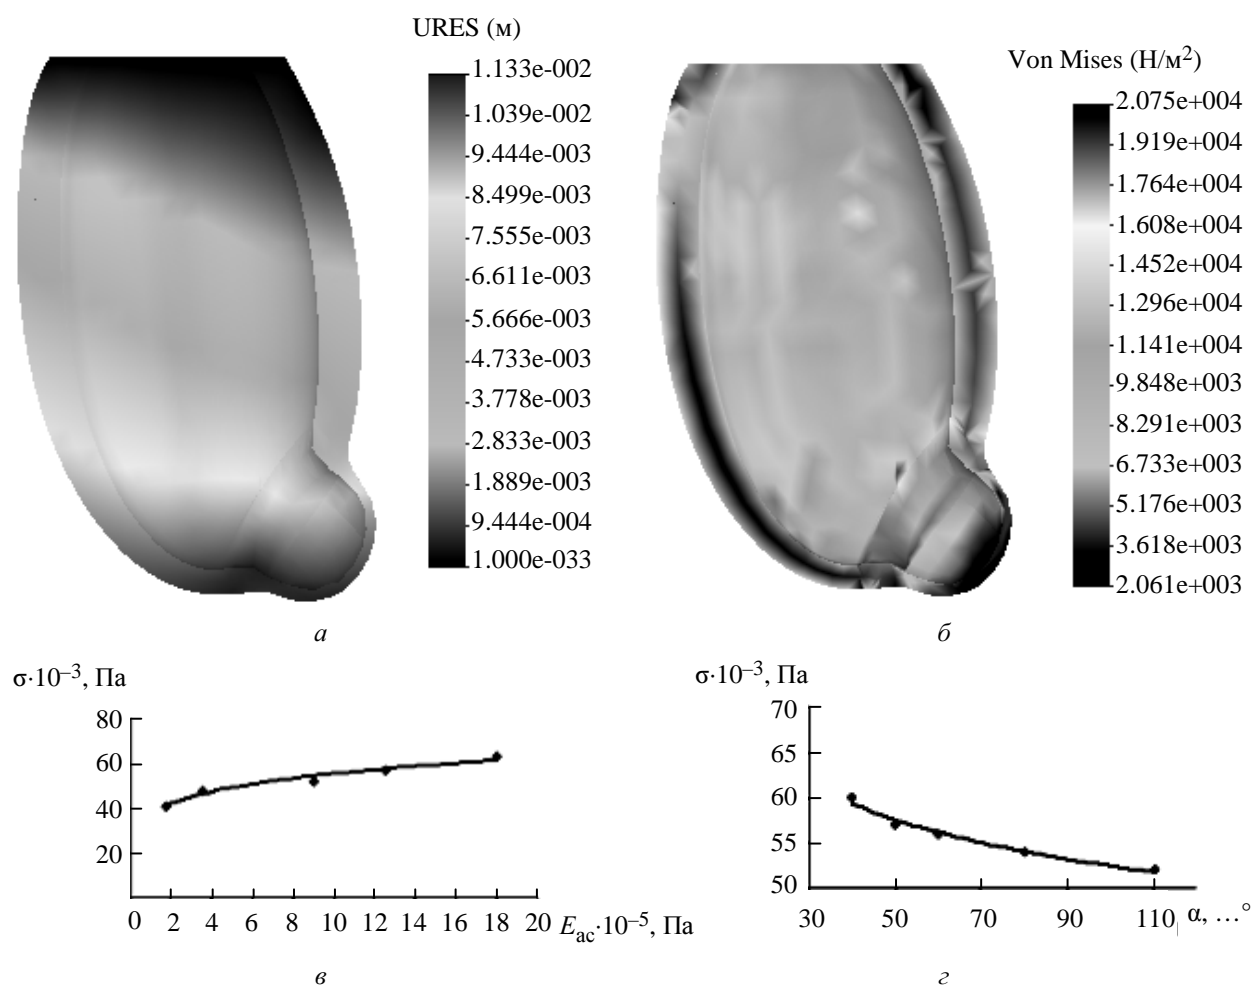 URES (м)
1.133e-002
1.039e-002
9.444e-003
8.499e-003
7.555e-003
6.611e-003
5.666e-003
4.733e-003
3.778e-003
2.833e-003
1.889e-003
9.444e-004
1.000e-033
а
Von Mises (Н/м²)
2.075e+004
1.919e+004
1.764e+004
1.608e+004
1.452e+004
1.296e+004
1.141e+004
9.848e+003
8.291e+003
6.733e+003
5.176e+003
3.618e+003
2.061e+003
б
σ·10⁻³, Па
80
60
40
20
0 2 4 6 8 10 12 14 16 18 20 Eас·10⁻⁵, Па
в
σ·10⁻³, Па
70
65
60
55
50
30 50 70 90 110 α, …°
г